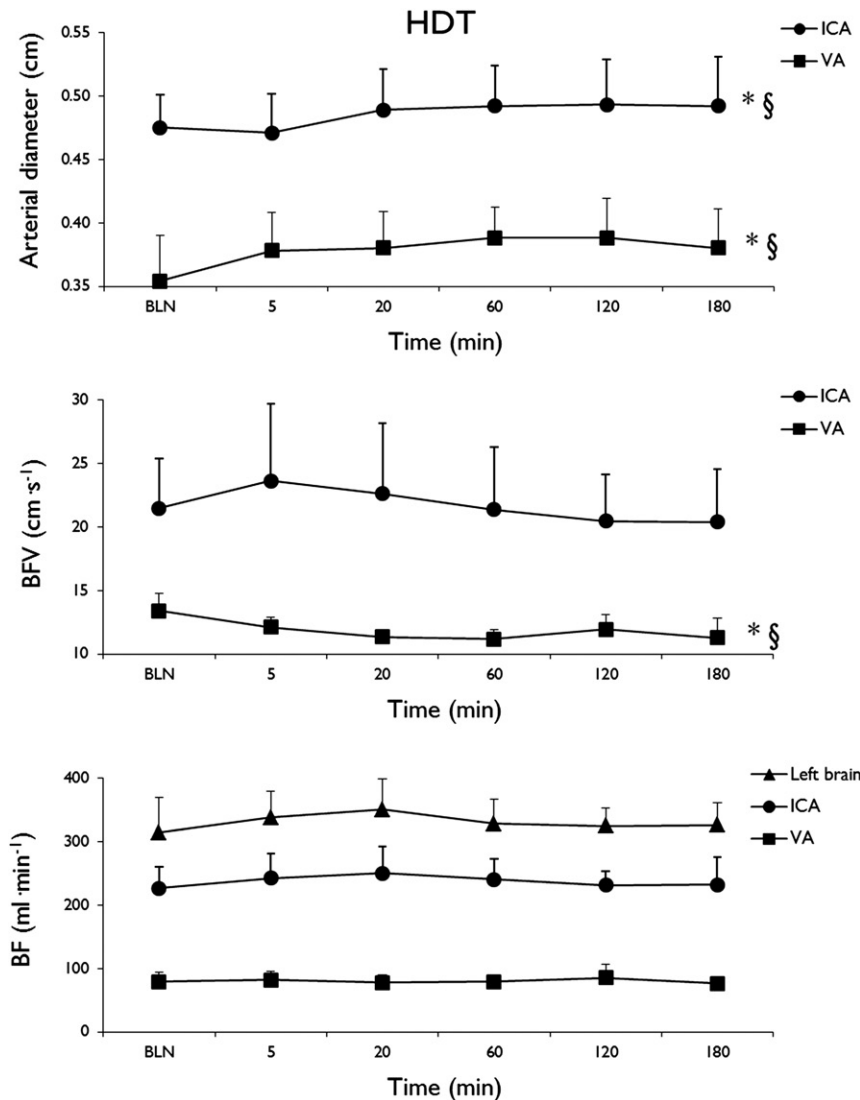 HDT
ICA
VA
Arterial diameter (cm)
0.55
0.50
0.45
0.40
0.35
* §
* §
BLN 5 20 60 120 180
Time (min)
ICA
VA
BFV (cm·s⁻¹)
30
25
20
15
10
* §
BLN 5 20 60 120 180
Time (min)
Left brain
ICA
VA
BF (ml·min⁻¹)
400
300
200
100
0
BLN 5 20 60 120 180
Time (min)